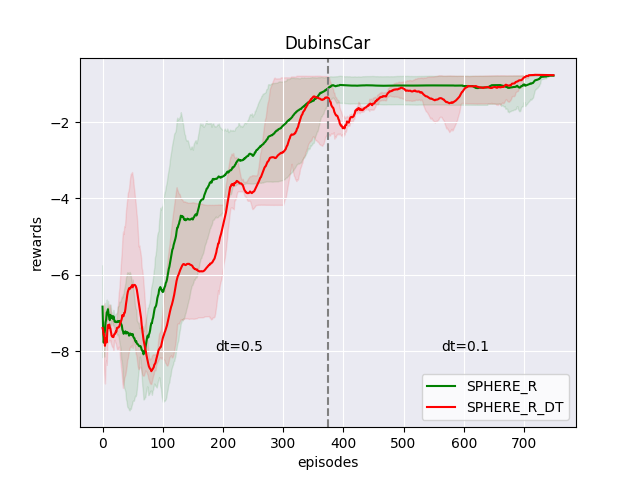 DubinsCar
rewards
−2
−4
−6
−8
dt=0.5
dt=0.1
SPHERE_R
SPHERE_R_DT
0
100
200
300
400
500
600
700
episodes